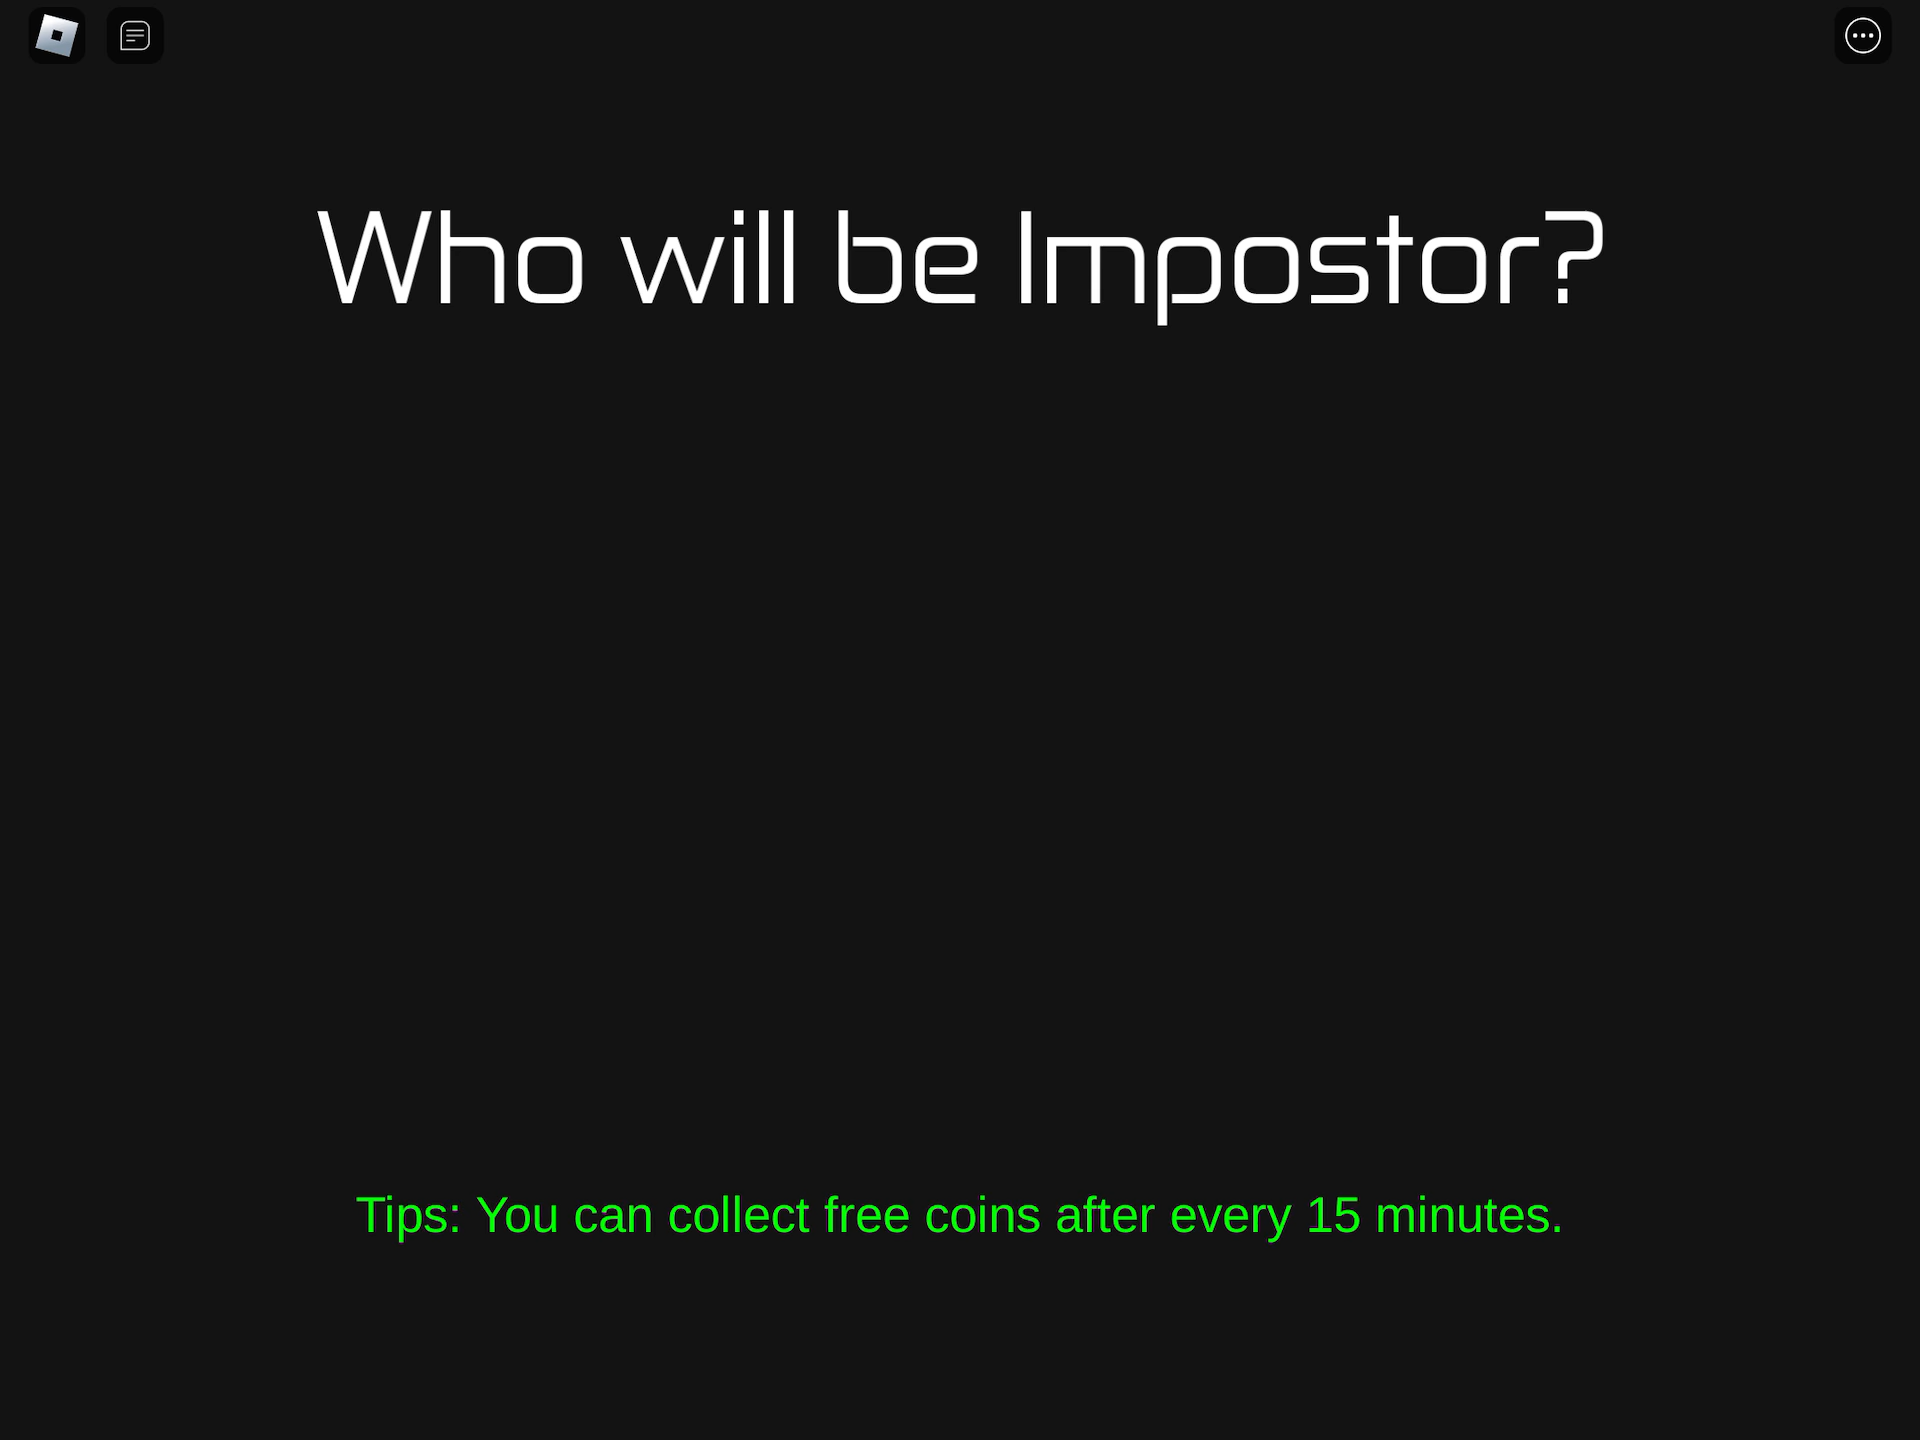 Who will be Impostor?
Tips: You can collect free coins after every 15 minutes.